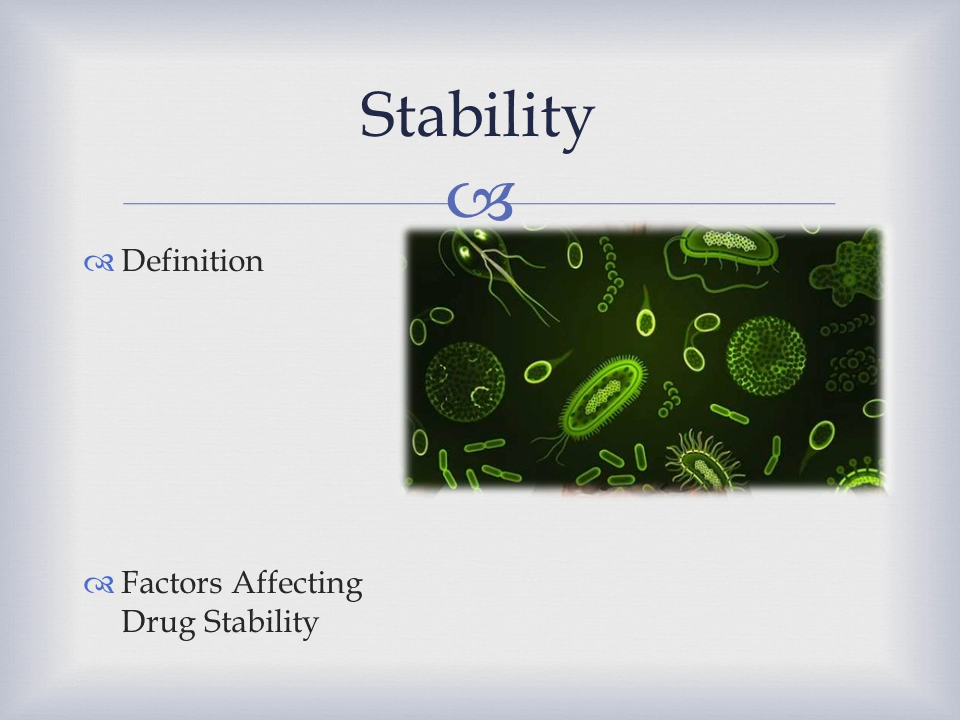 Stability
Definition
Factors Affecting
Drug Stability